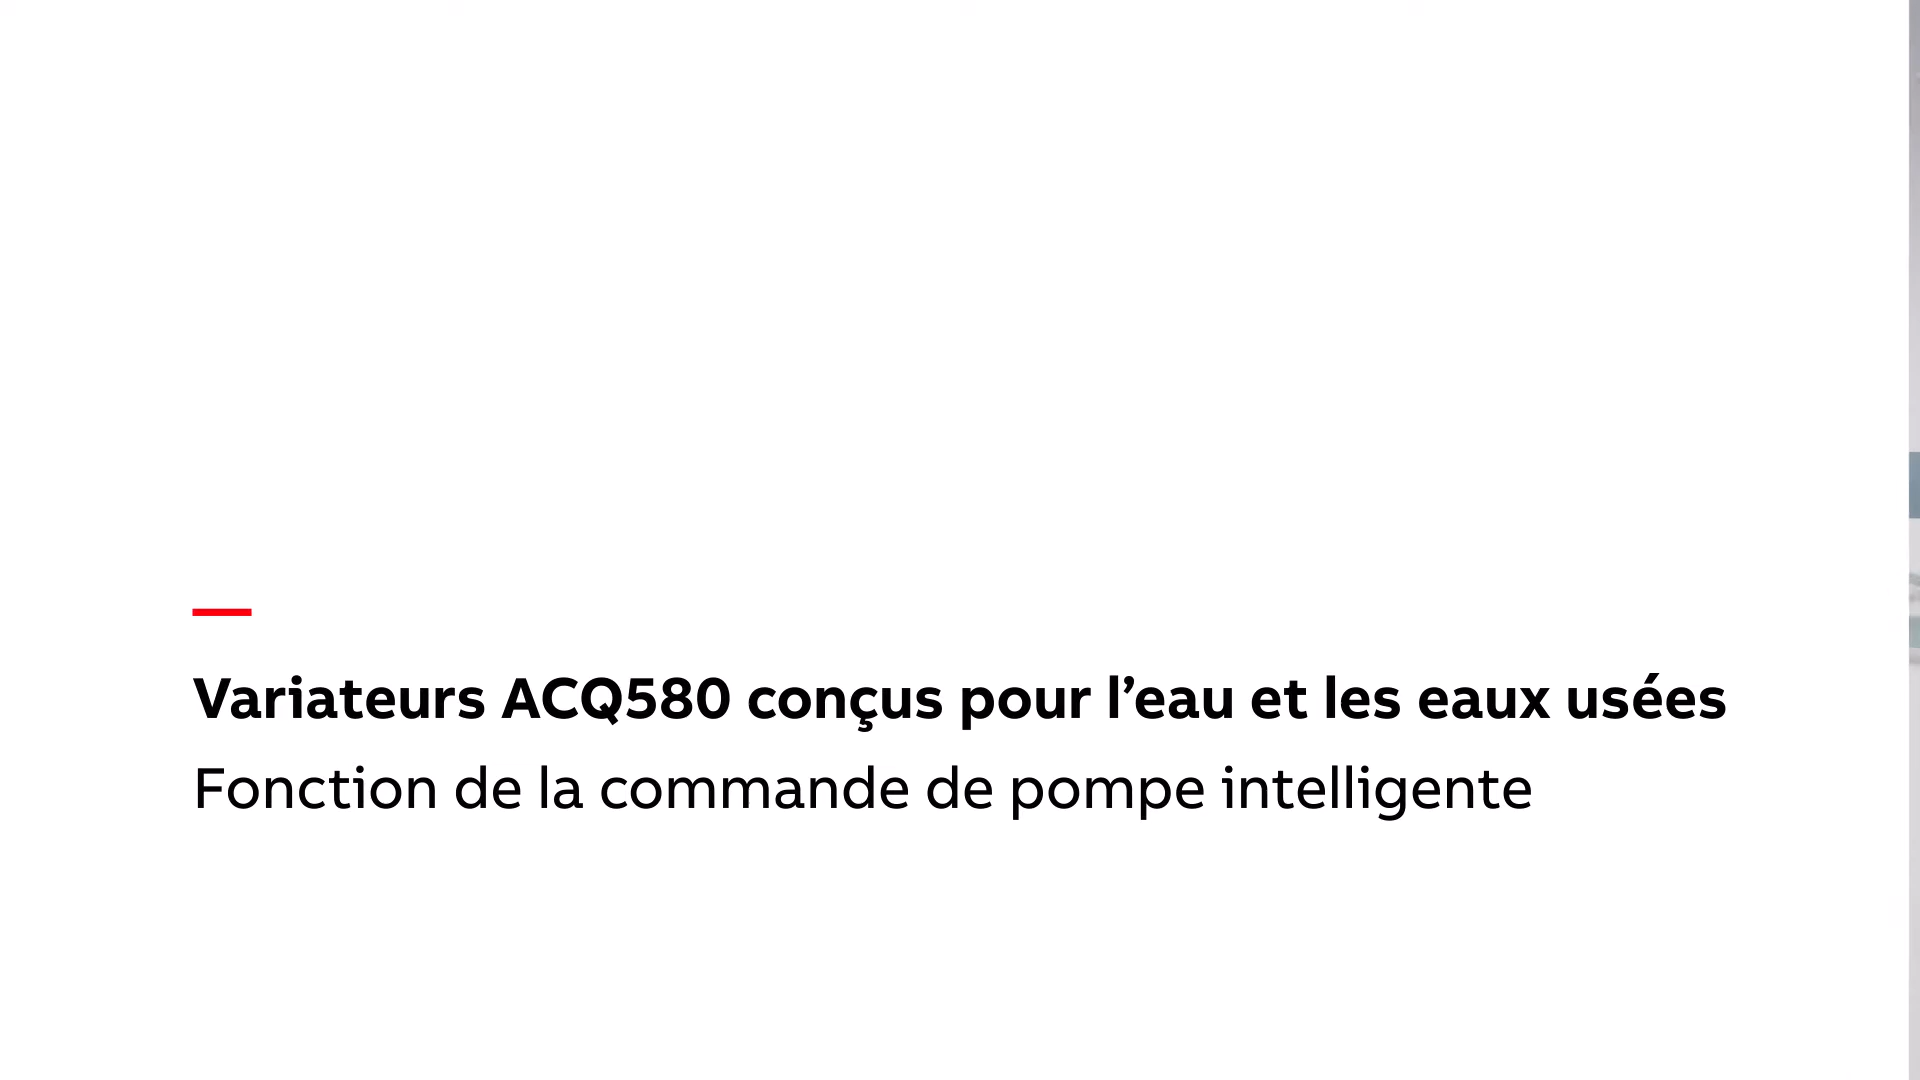 Variateurs ACQ580 conçus pour l’eau et les eaux usées
Fonction de la commande de pompe intelligente